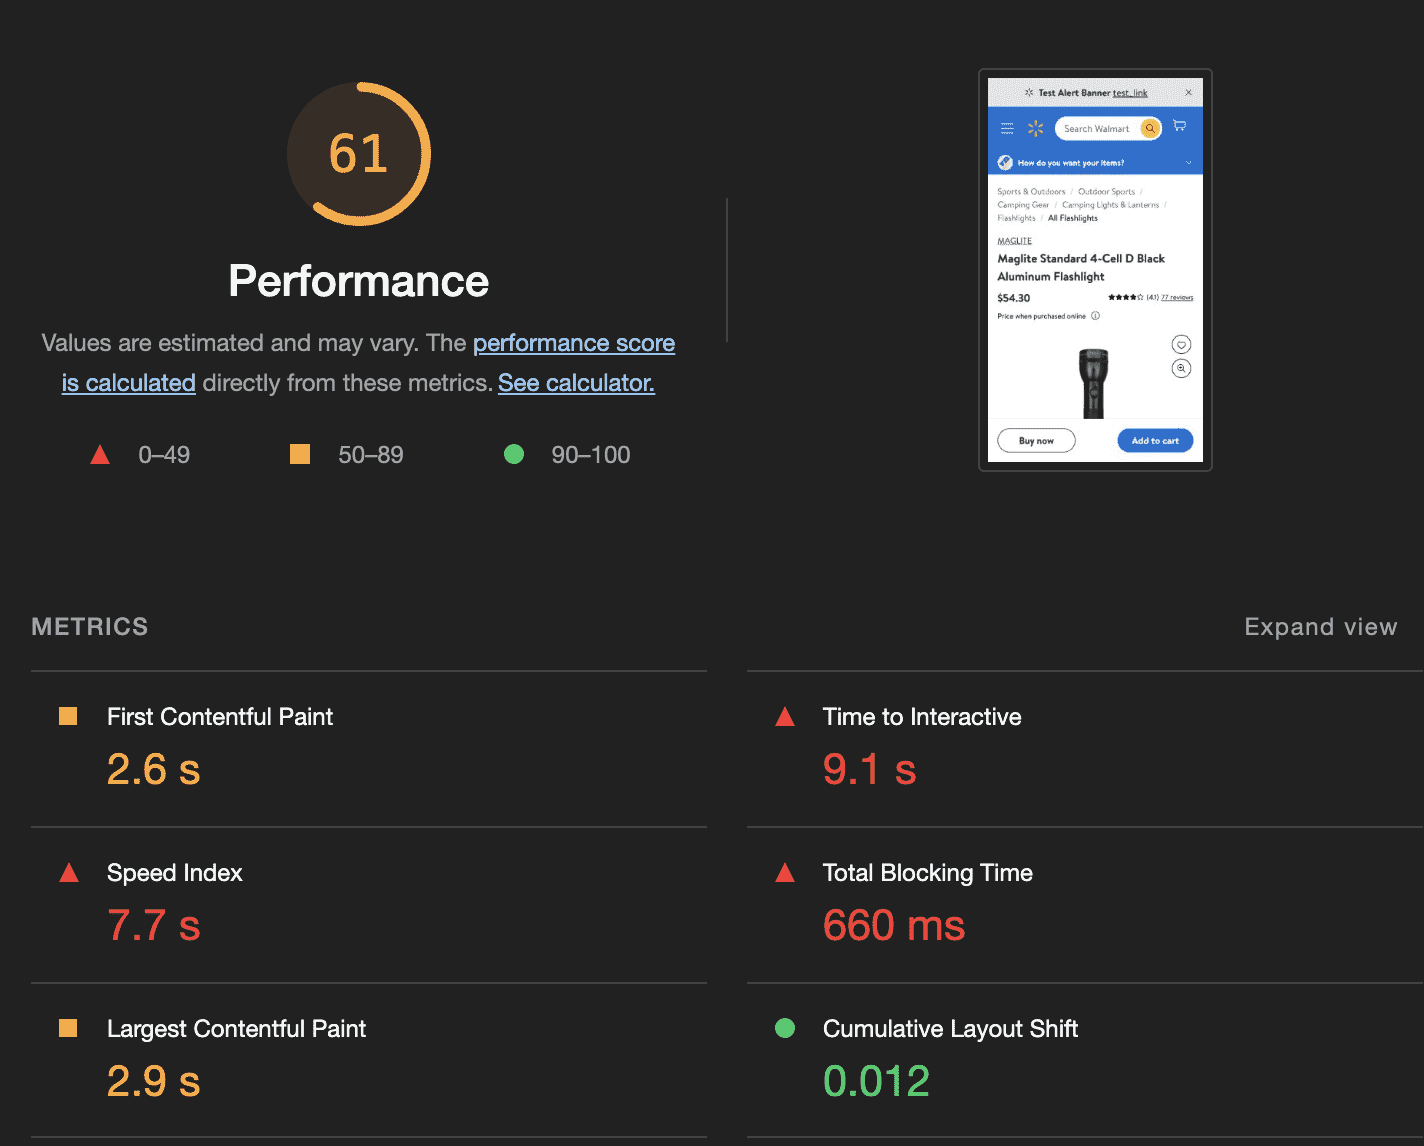 61
Performance
Values are estimated and may vary. The performance score
is calculated directly from these metrics. See calculator.
0–49
50–89
90–100
Test Alert Banner test_link
Search Walmart
How do you want your items?
Sports & Outdoors / Outdoor Sports /
Camping Gear / Camping Lights & Lanterns /
Flashlights / All Flashlights
MAGLITE
Maglite Standard 4-Cell D Black
Aluminum Flashlight
$54.30
(4.1) 77 reviews
Price when purchased online
Buy now
Add to cart
METRICS
Expand view
First Contentful Paint
2.6 s
Time to Interactive
9.1 s
Speed Index
7.7 s
Total Blocking Time
660 ms
Largest Contentful Paint
2.9 s
Cumulative Layout Shift
0.012